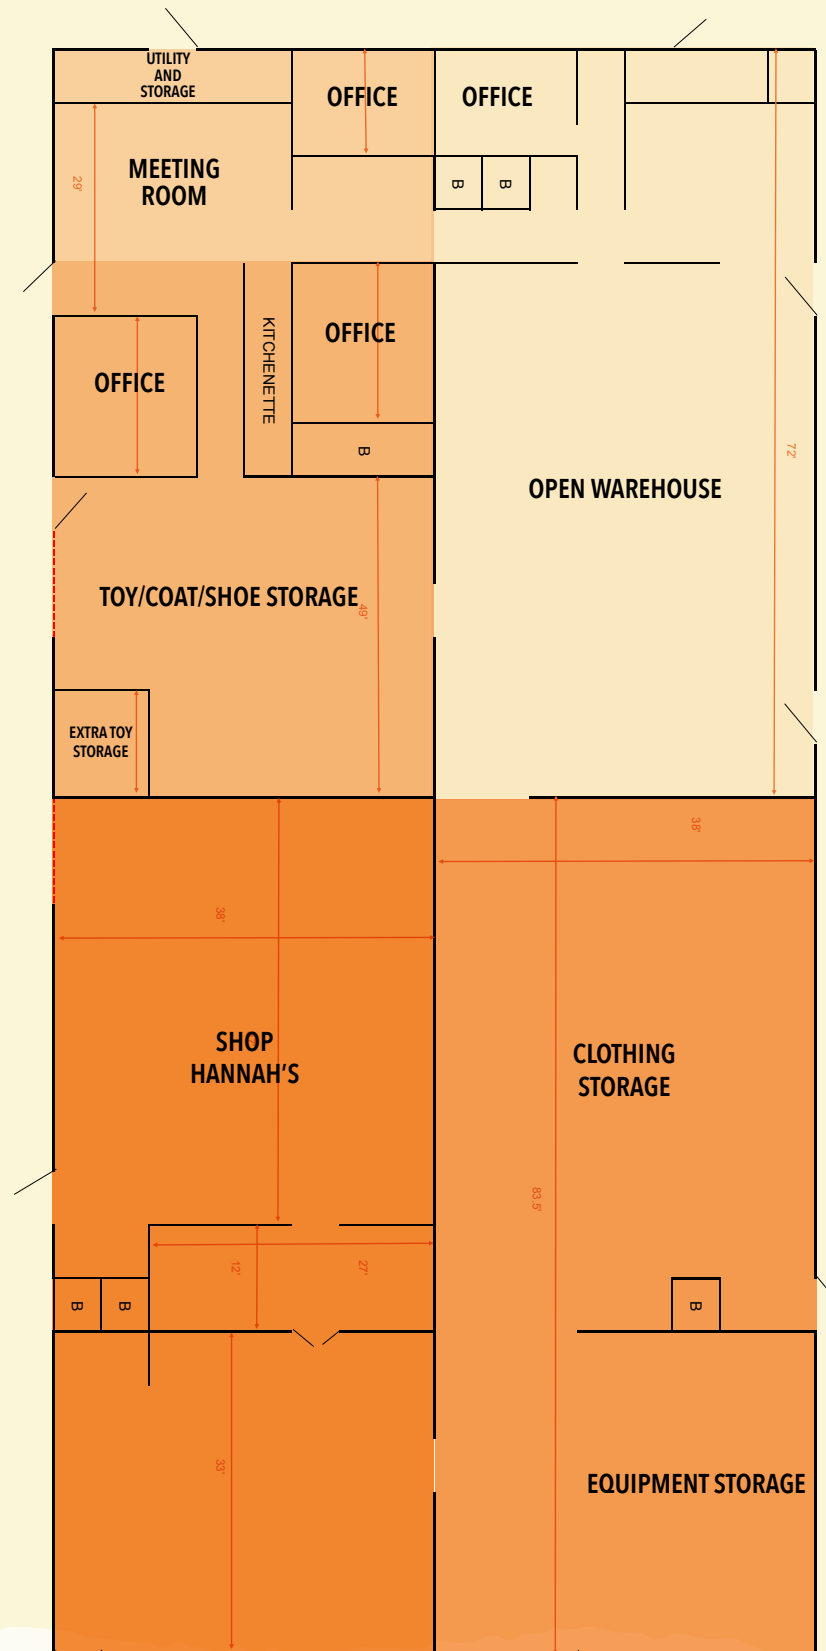 UTILITY
AND
STORAGE
OFFICE
OFFICE
MEETING
ROOM
29'
B
B
OFFICE
KITCHENETTE
OFFICE
B
72'
OPEN WAREHOUSE
TOY/COAT/SHOE STORAGE
49'
EXTRA TOY
STORAGE
38'
38'
SHOP
HANNAH'S
CLOTHING
STORAGE
83.5'
12'
27'
B
B
B
33'
EQUIPMENT STORAGE